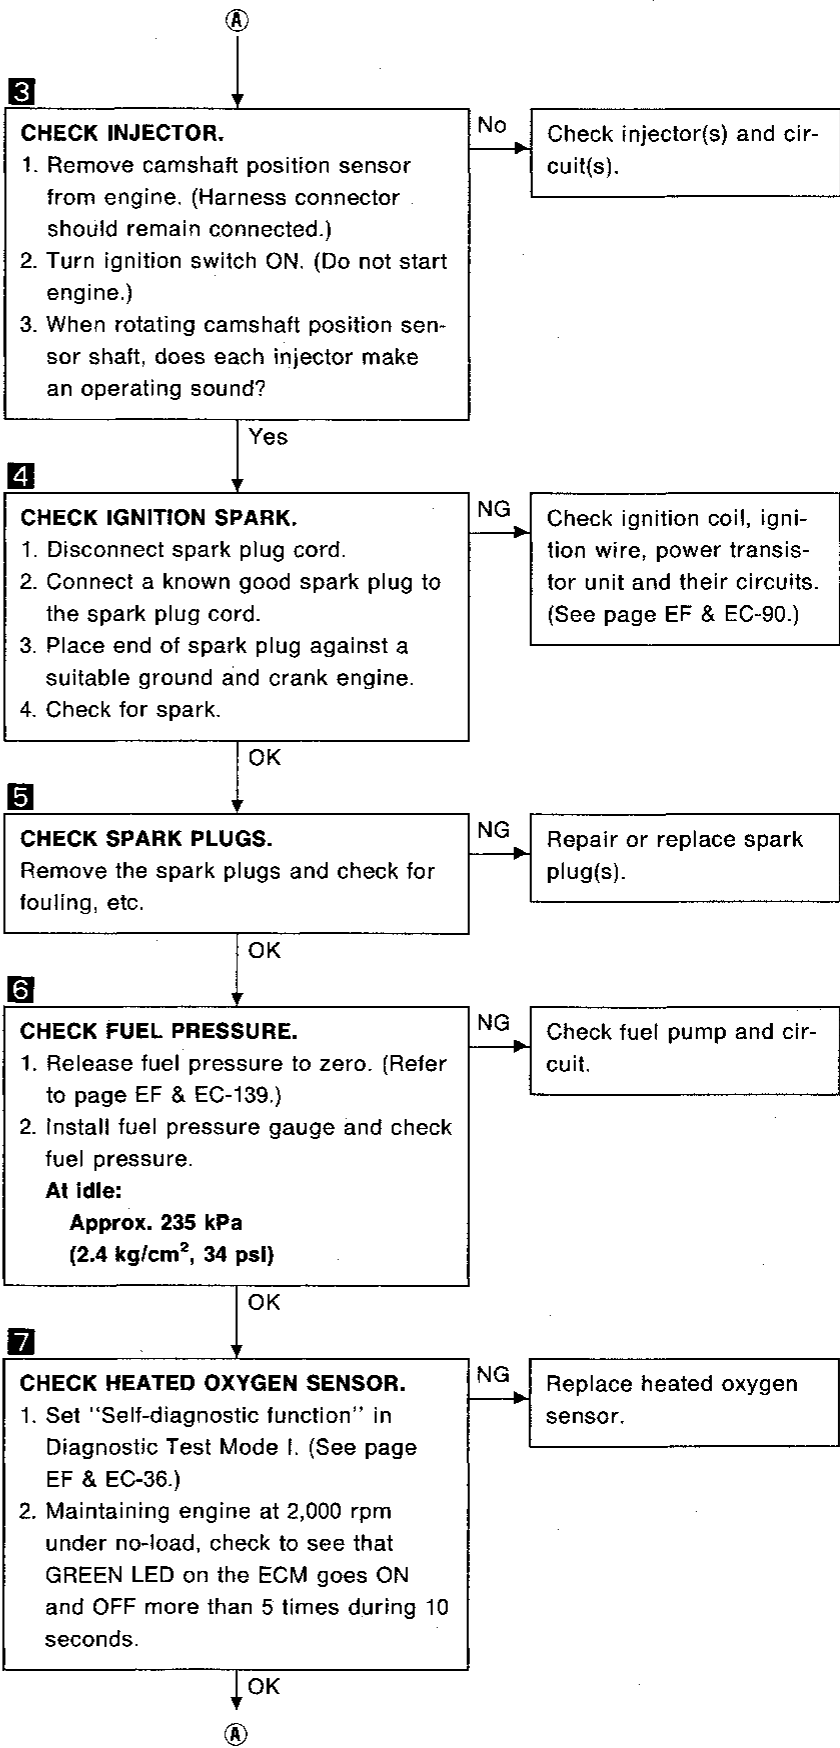 Ⓐ
3
CHECK INJECTOR.
1. Remove camshaft position sensor
from engine. (Harness connector
should remain connected.)
2. Turn ignition switch ON. (Do not start
engine.)
3. When rotating camshaft position sen-
sor shaft, does each injector make
an operating sound?
No
Check injector(s) and cir-
cuit(s).
Yes
4
CHECK IGNITION SPARK.
1. Disconnect spark plug cord.
2. Connect a known good spark plug to
the spark plug cord.
3. Place end of spark plug against a
suitable ground and crank engine.
4. Check for spark.
NG
Check ignition coil, igni-
tion wire, power transis-
tor unit and their circuits.
(See page EF & EC-90.)
OK
5
CHECK SPARK PLUGS.
Remove the spark plugs and check for
fouling, etc.
NG
Repair or replace spark
plug(s).
OK
6
CHECK FUEL PRESSURE.
1. Release fuel pressure to zero. (Refer
to page EF & EC-139.)
2. Install fuel pressure gauge and check
fuel pressure.
At idle:
Approx. 235 kPa
(2.4 kg/cm², 34 psi)
NG
Check fuel pump and cir-
cuit.
OK
7
CHECK HEATED OXYGEN SENSOR.
1. Set "Self-diagnostic function" in
Diagnostic Test Mode I. (See page
EF & EC-36.)
2. Maintaining engine at 2,000 rpm
under no-load, check to see that
GREEN LED on the ECM goes ON
and OFF more than 5 times during 10
seconds.
NG
Replace heated oxygen
sensor.
OK
Ⓐ